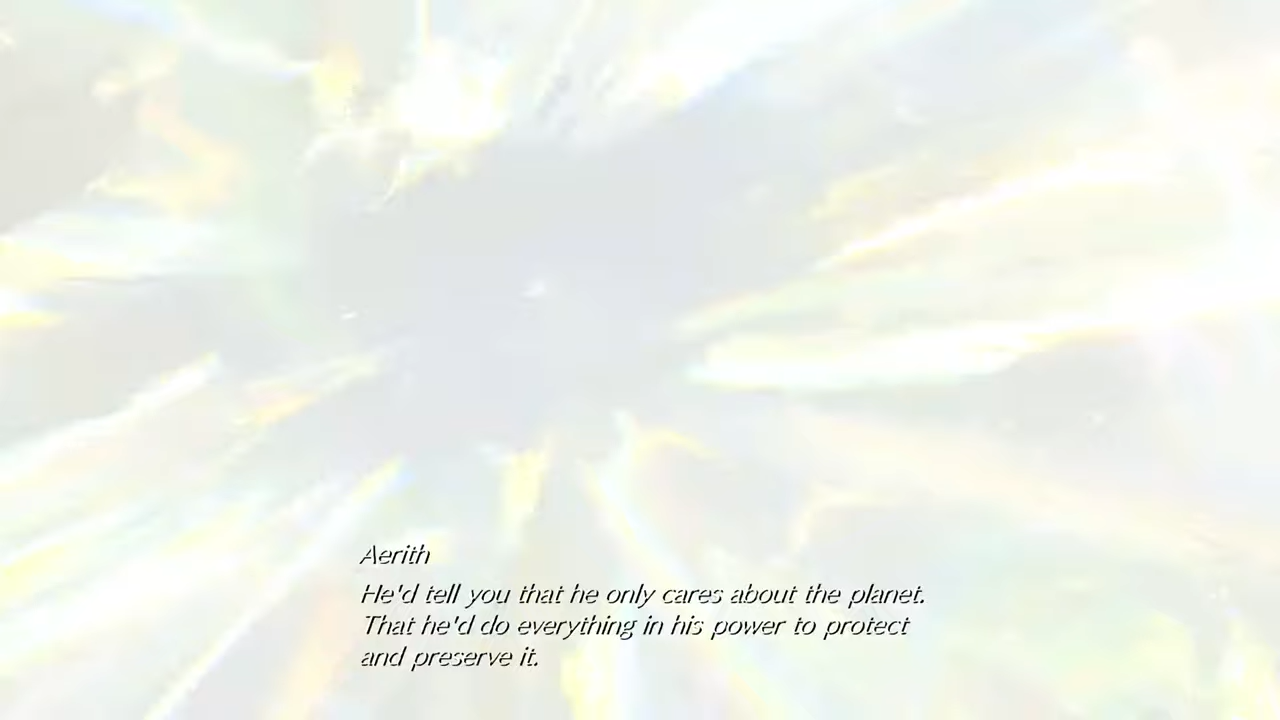 Aerith
He'd tell you that he only cares about the planet.
That he'd do everything in his power to protect
and preserve it.